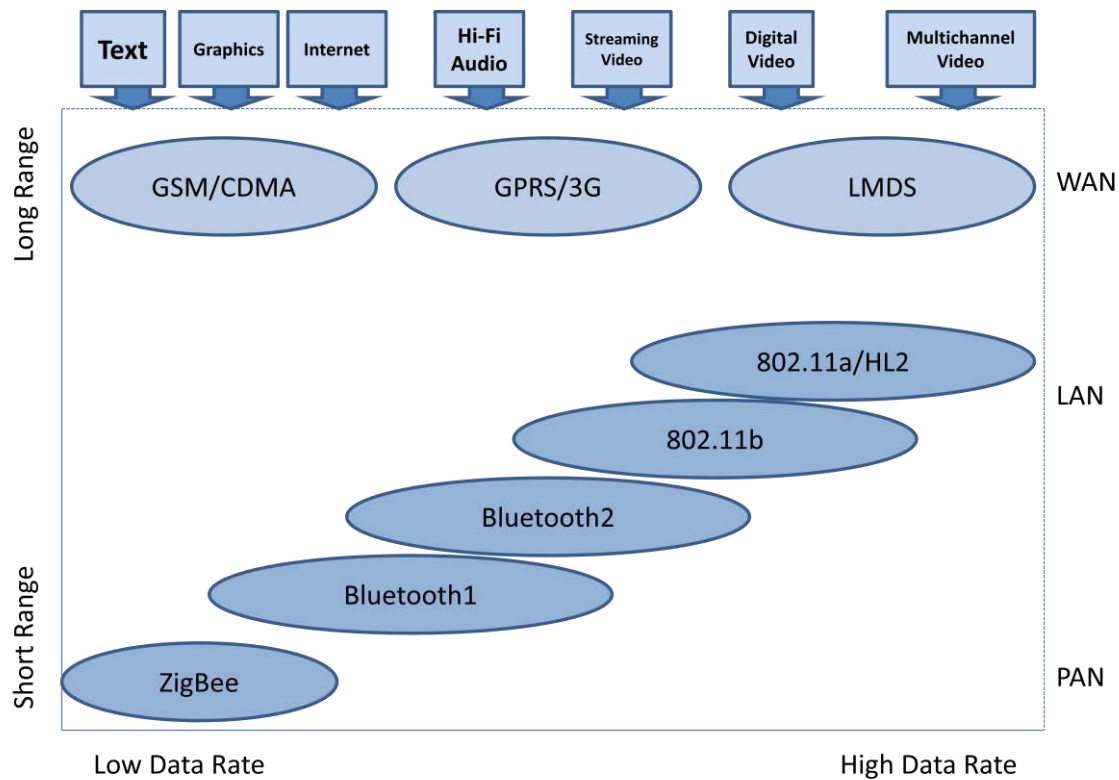 Text
Graphics
Internet
Hi-Fi
Audio
Streaming
Video
Digital
Video
Multichannel
Video
Long Range
GSM/CDMA
GPRS/3G
LMDS
WAN
802.11a/HL2
LAN
802.11b
Bluetooth2
Bluetooth1
Short Range
ZigBee
PAN
Low Data Rate
High Data Rate